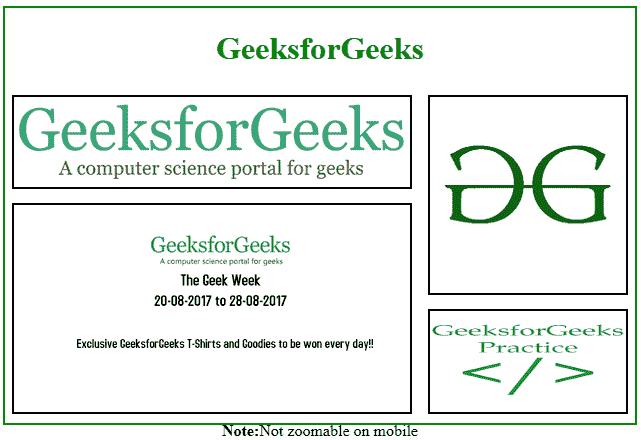 GeeksforGeeks
GeeksforGeeks
A computer science portal for geeks
GeeksforGeeks
A computer science portal for geeks
The Geek Week
20-08-2017 to 28-08-2017
Exclusive GeeksforGeeks T-Shirts and Goodies to be won every day!!
GG
GeeksforGeeks
Practice
</>
Note:Not zoomable on mobile